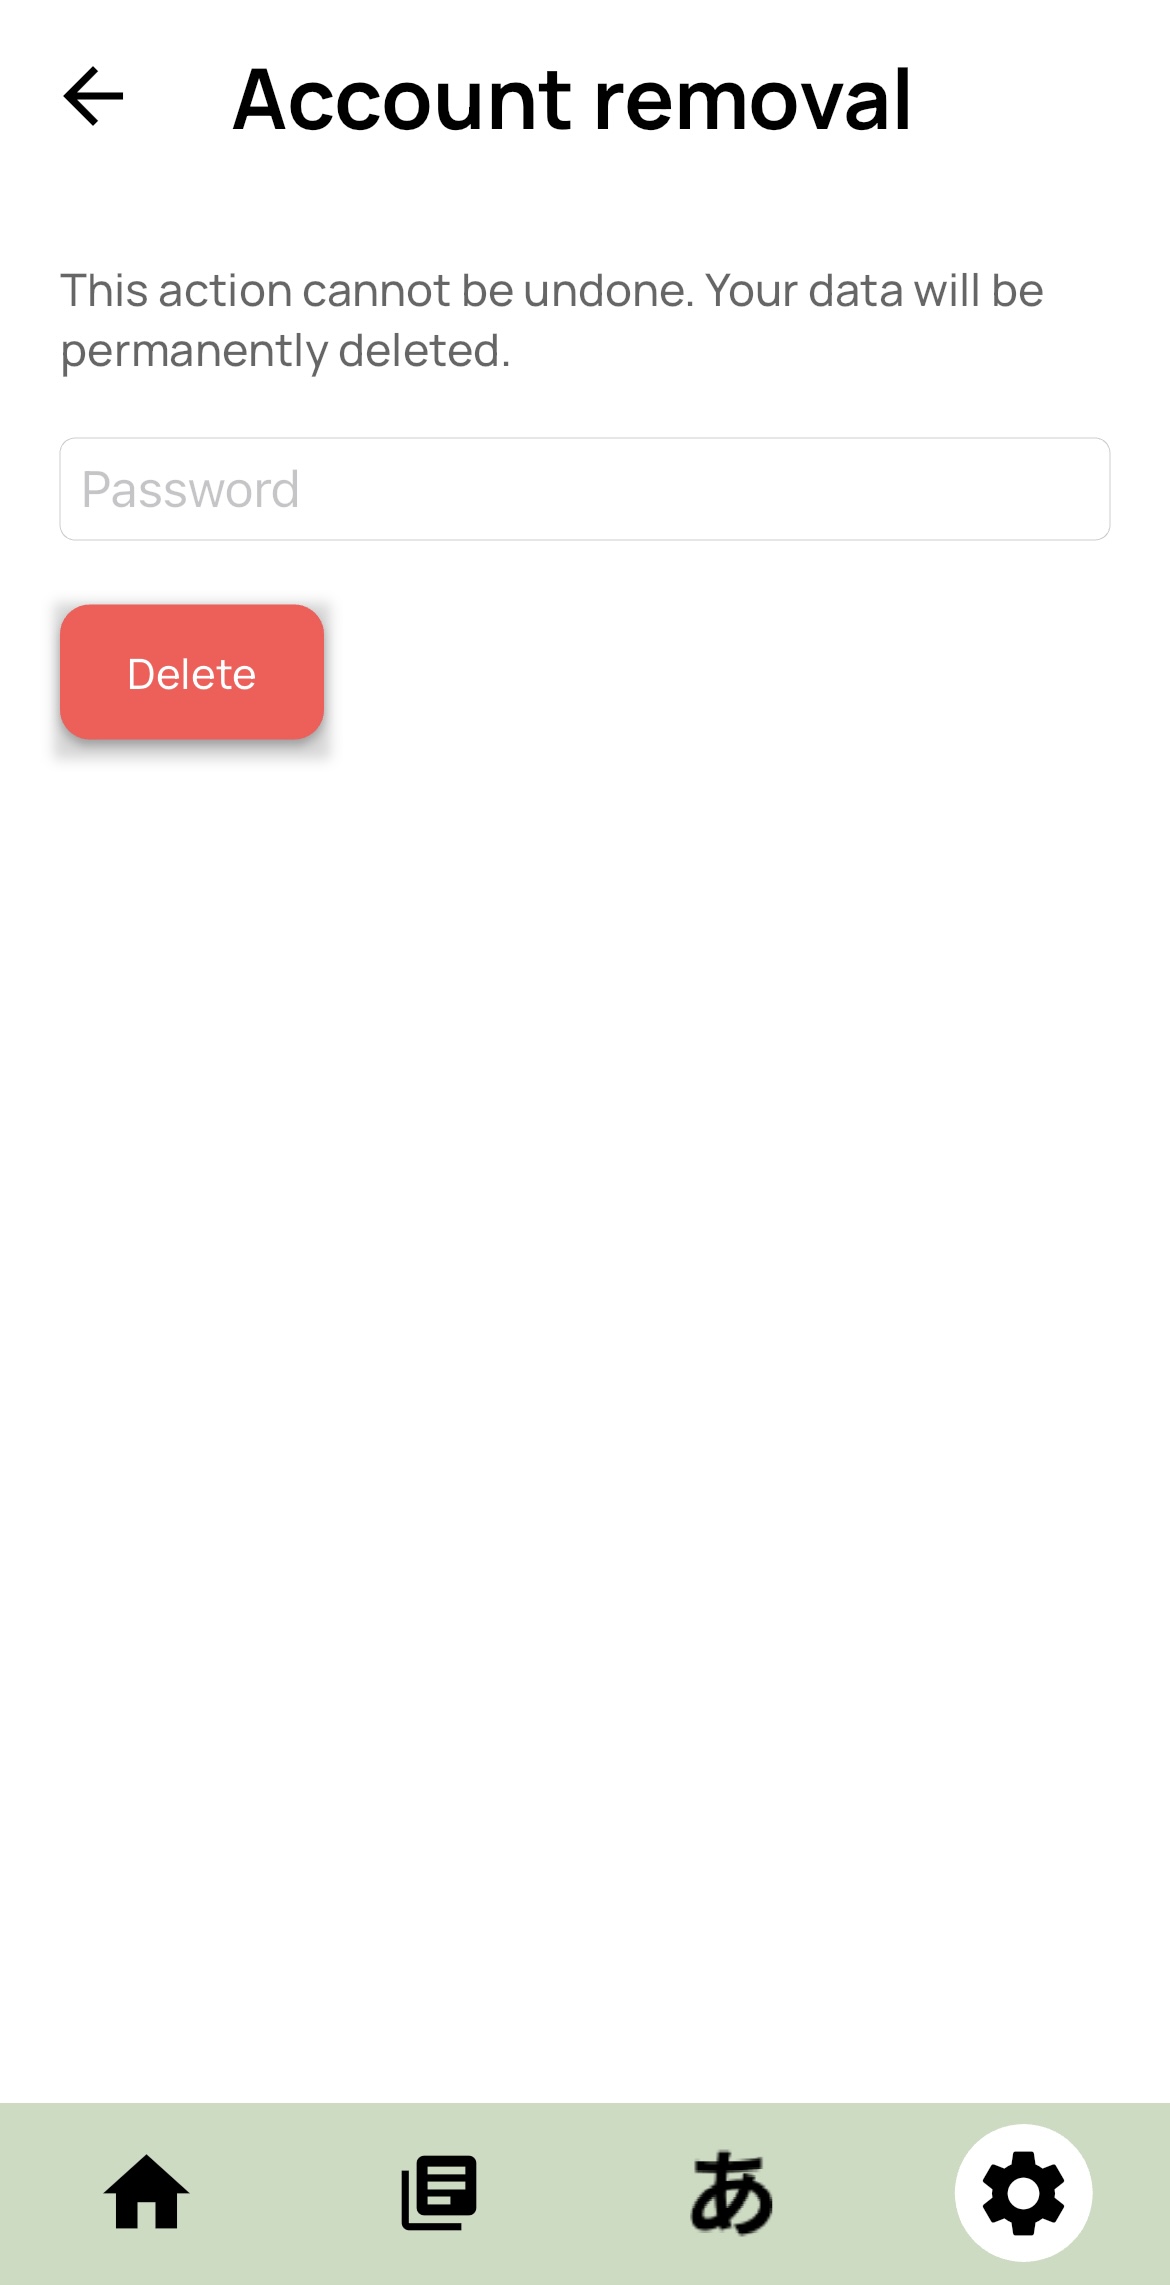 Account removal
This action cannot be undone. Your data will be
permanently deleted.
Password
Delete
あ